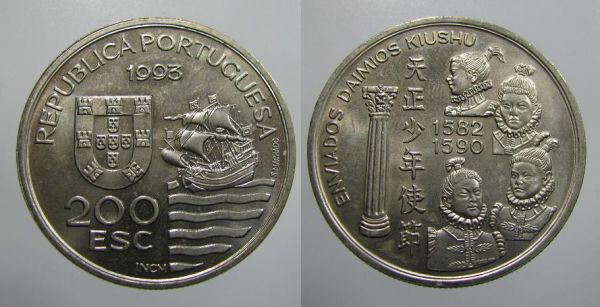 REPUBLICA PORTUGUESA
1993
200
ESC
INCM
ENVIADOS DAIMIOS KIUSHU
天正少年使節
1582
1590